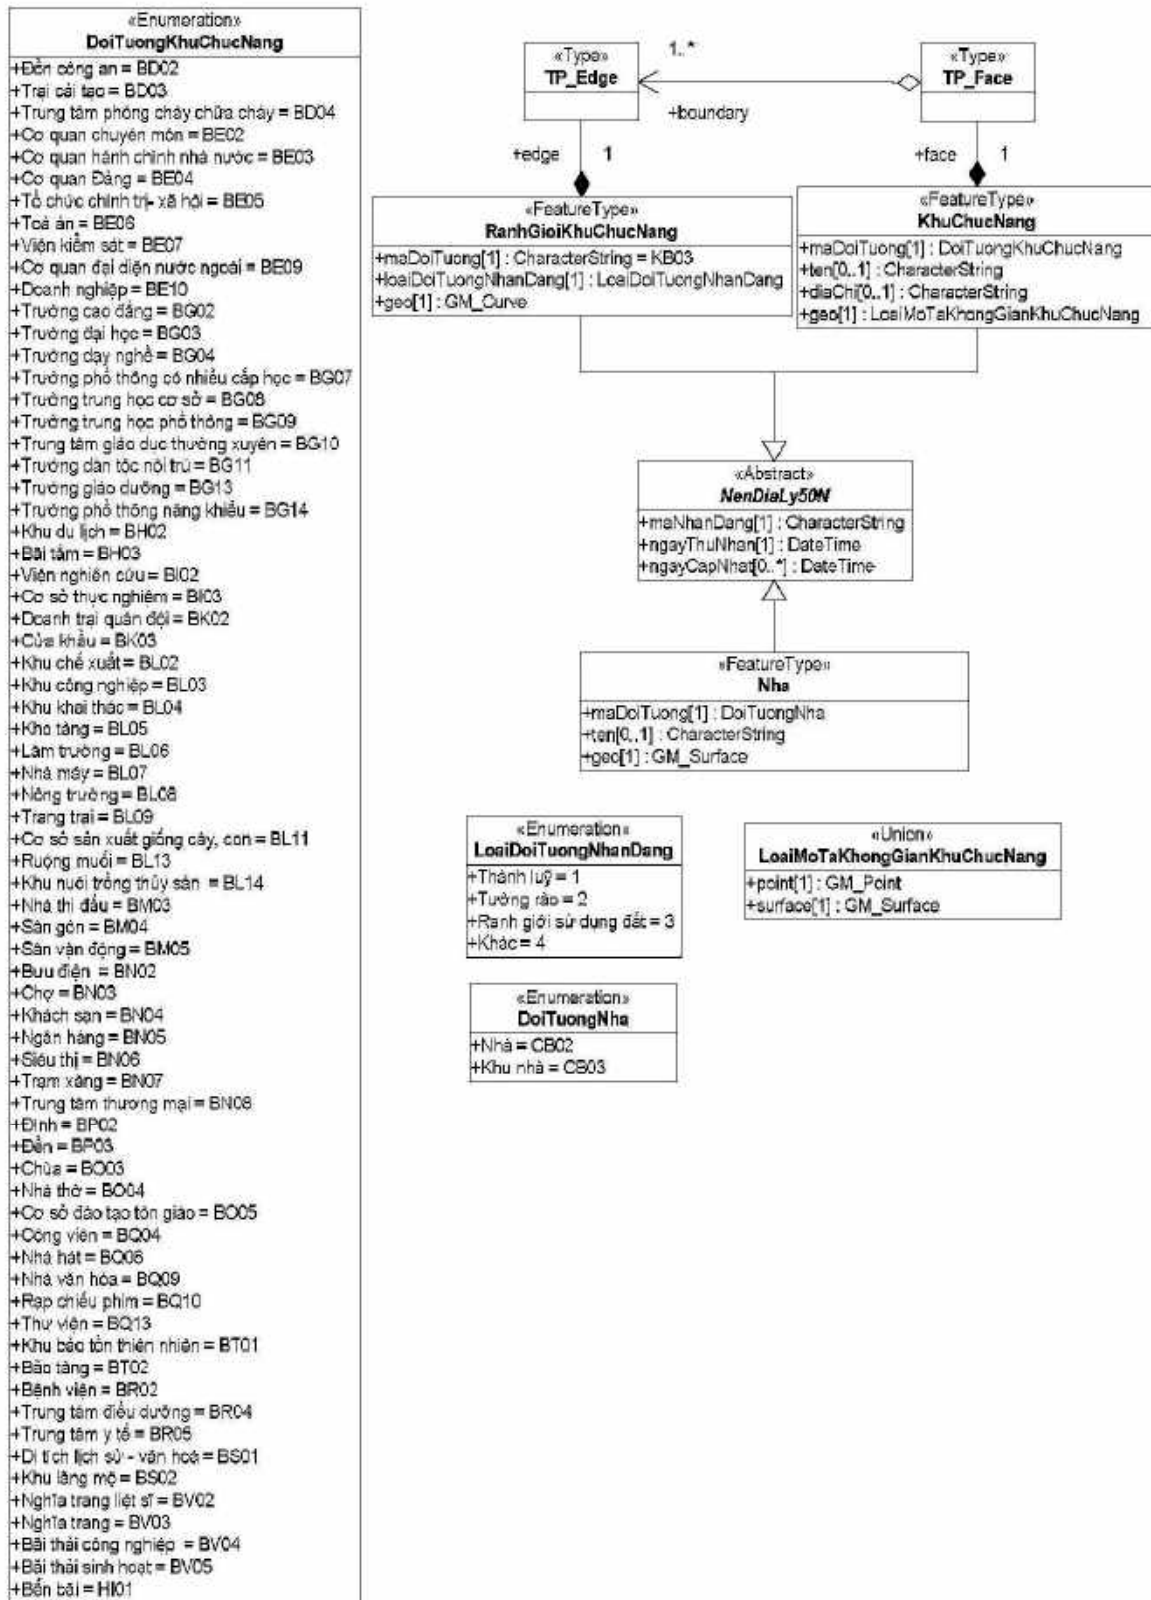 «Enumeration»
DoiTuongKhuChucNang
+Đồn công an = BD02
+Trại cải tạo = BD03
+Trung tâm phòng cháy chữa cháy = BD04
+Cơ quan chuyên môn = BE02
+Cơ quan hành chính nhà nước = BE03
+Cơ quan Đảng = BE04
+Tổ chức chính trị- xã hội = BE05
+Toà án = BE06
+Viện kiểm sát = BE07
+Cơ quan đại diện nước ngoài = BE09
+Doanh nghiệp = BE10
+Trường cao đẳng = BG02
+Trường đại học = BG03
+Trường dạy nghề = BG04
+Trường phổ thông có nhiều cấp học = BG07
+Trường trung học cơ sở = BG08
+Trường trung học phổ thông = BG09
+Trung tâm giáo dục thường xuyên = BG10
+Trường dân tộc nội trú = BG11
+Trường giáo dưỡng = BG13
+Trường phổ thông năng khiếu = BG14
+Khu du lịch = BH02
+Bãi tắm = BH03
+Viện nghiên cứu = BI02
+Cơ sở thực nghiệm = BI03
+Doanh trại quân đội = BK02
+Cửa khẩu = BK03
+Khu chế xuất = BL02
+Khu công nghiệp = BL03
+Khu khai thác = BL04
+Kho tàng = BL05
+Lâm trường = BL06
+Nhà máy = BL07
+Nông trường = BL08
+Trang trại = BL09
+Cơ sở sản xuất giống cây, con = BL11
+Ruộng muối = BL13
+Khu nuôi trồng thủy sản = BL14
+Nhà thi đấu = BM03
+Sân gôn = BM04
+Sân vận động = BM05
+Bưu điện = BN02
+Chợ = BN03
+Khách sạn = BN04
+Ngân hàng = BN05
+Siêu thị = BN06
+Trạm xăng = BN07
+Trung tâm thương mại = BN08
+Đình = BP02
+Đền = BP03
+Chùa = BO03
+Nhà thờ = BO04
+Cơ sở đào tạo tôn giáo = BO05
+Công viên = BQ04
+Nhà hát = BQ06
+Nhà văn hóa = BQ09
+Rạp chiếu phim = BQ10
+Thư viện = BQ13
+Khu bảo tồn thiên nhiên = BT01
+Bảo tàng = BT02
+Bệnh viện = BR02
+Trung tâm điều dưỡng = BR04
+Trung tâm y tế = BR05
+Di tích lịch sử - văn hoá = BS01
+Khu lăng mộ = BS02
+Nghĩa trang liệt sĩ = BV02
+Nghĩa trang = BV03
+Bãi thải công nghiệp = BV04
+Bãi thải sinh hoạt = BV05
+Bến bãi = HI01
«Type»
TP_Edge
1..*
+boundary
«Type»
TP_Face
+edge 1
+face 1
«FeatureType»
RanhGioiKhuChucNang
+maDoiTuong[1] : CharacterString = KB03
+loaiDoiTuongNhanDang[1] : LoaiDoiTuongNhanDang
+geo[1] : GM_Curve
«FeatureType»
KhuChucNang
+maDoiTuong[1] : DoiTuongKhuChucNang
+ten[0..1] : CharacterString
+diaChi[0..1] : CharacterString
+geo[1] : LoaiMoTaKhongGianKhuChucNang
«Abstract»
NenDiaLy50N
+maNhanDang[1] : CharacterString
+ngayThuNhan[1] : DateTime
+ngayCapNhat[0..*] : DateTime
«FeatureType»
Nha
+maDoiTuong[1] : DoiTuongNha
+ten[0..1] : CharacterString
+geo[1] : GM_Surface
«Enumeration»
LoaiDoiTuongNhanDang
+Thành luỹ = 1
+Tường rào = 2
+Ranh giới sử dụng đất = 3
+Khác = 4
«Union»
LoaiMoTaKhongGianKhuChucNang
+point[1] : GM_Point
+surface[1] : GM_Surface
«Enumeration»
DoiTuongNha
+Nhà = CB02
+Khu nhà = CB03